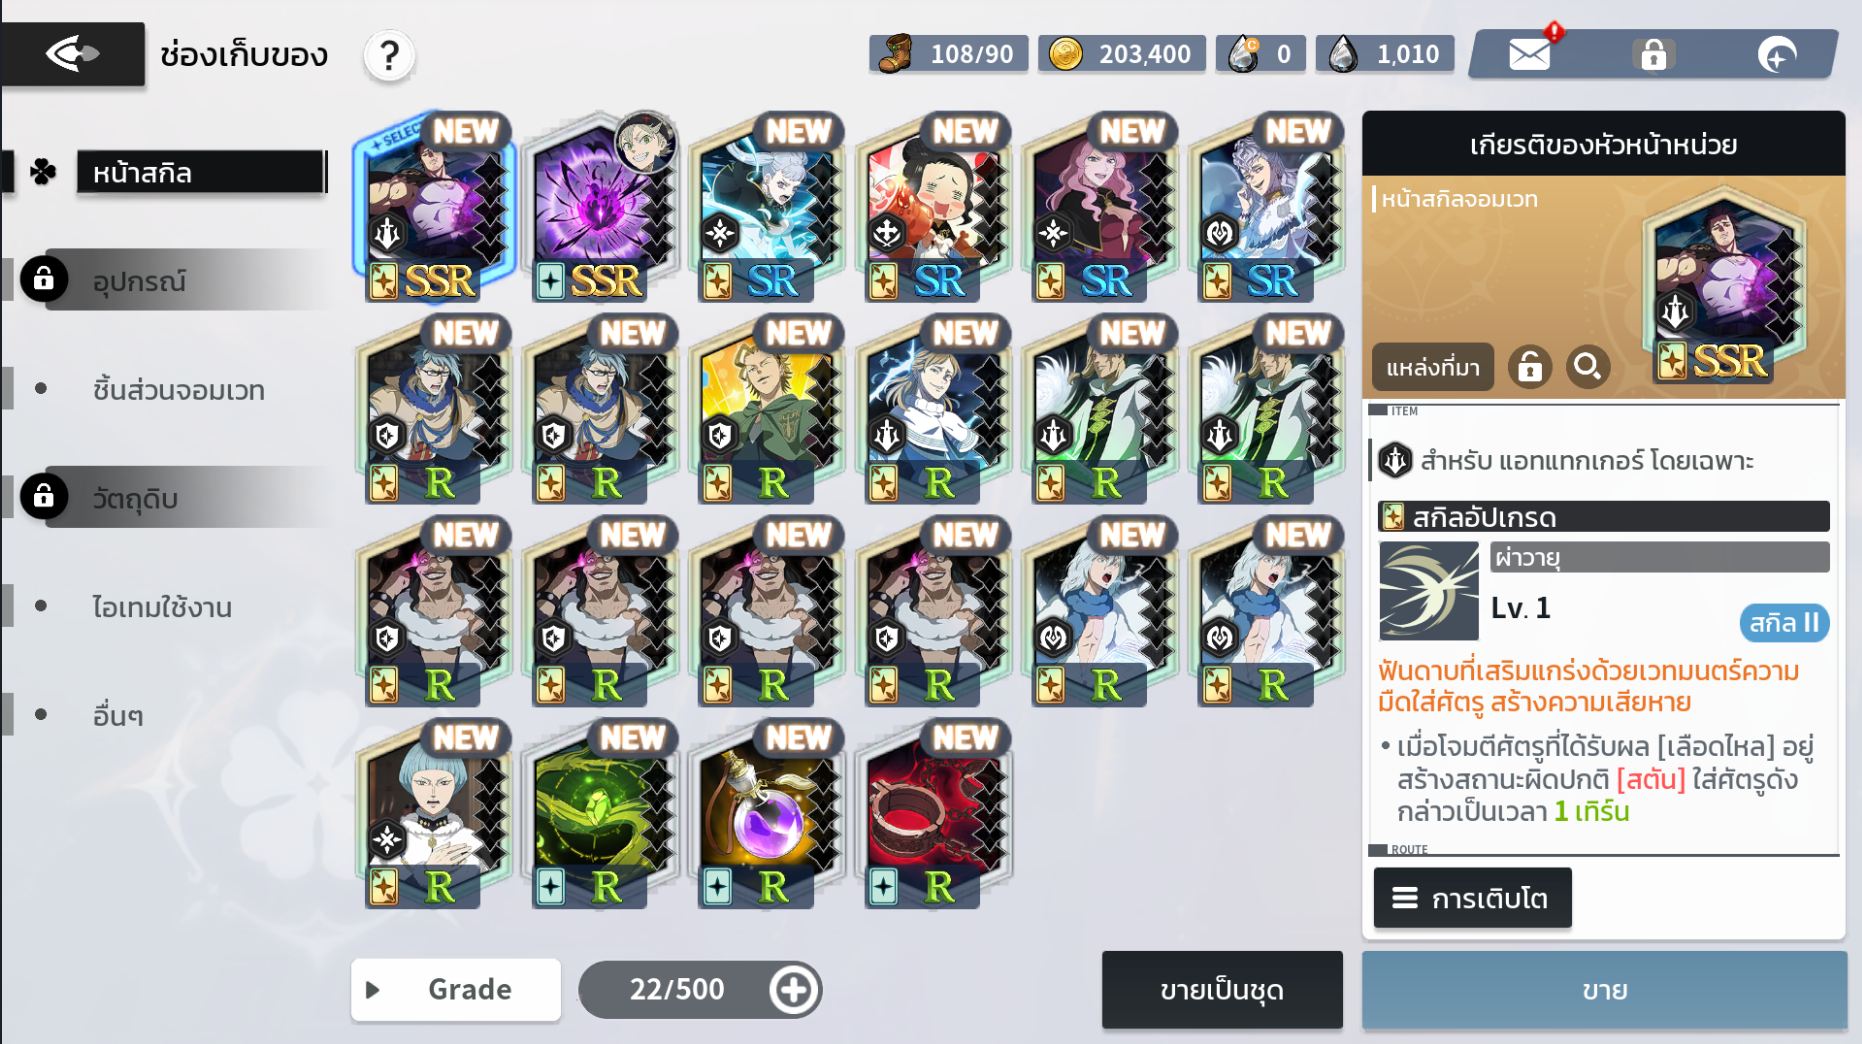 ช่องเก็บของ
?
108/90
203,400
0
1,010
หน้าสกิล
อุปกรณ์
ชิ้นส่วนจอมเวท
วัตถุดิบ
ไอเทมใช้งาน
อื่นๆ
SELEC NEW NEW NEW NEW NEW
SSR SSR SR SR SR SR
NEW NEW NEW NEW NEW NEW
R R R R R R
NEW NEW NEW NEW NEW NEW
R R R R R R
NEW NEW NEW NEW
R R R R
Grade
22/500
ขายเป็นชุด
ขาย
เกียรติของหัวหน้าหน่วย
หน้าสกิลจอมเวท
SSR
แหล่งที่มา
ITEM
สำหรับ แอทแทกเกอร์ โดยเฉพาะ
สกิลอัปเกรด
ผ่าวายุ
Lv. 1
สกิล II
ฟันดาบที่เสริมแกร่งด้วยเวทมนตร์ความ
มืดใส่ศัตรู สร้างความเสียหาย
• เมื่อโจมตีศัตรูที่ได้รับผล [เลือดไหล] อยู่
สร้างสถานะผิดปกติ [สตัน] ใส่ศัตรูดัง
กล่าวเป็นเวลา 1 เทิร์น
ROUTE
การเติบโต